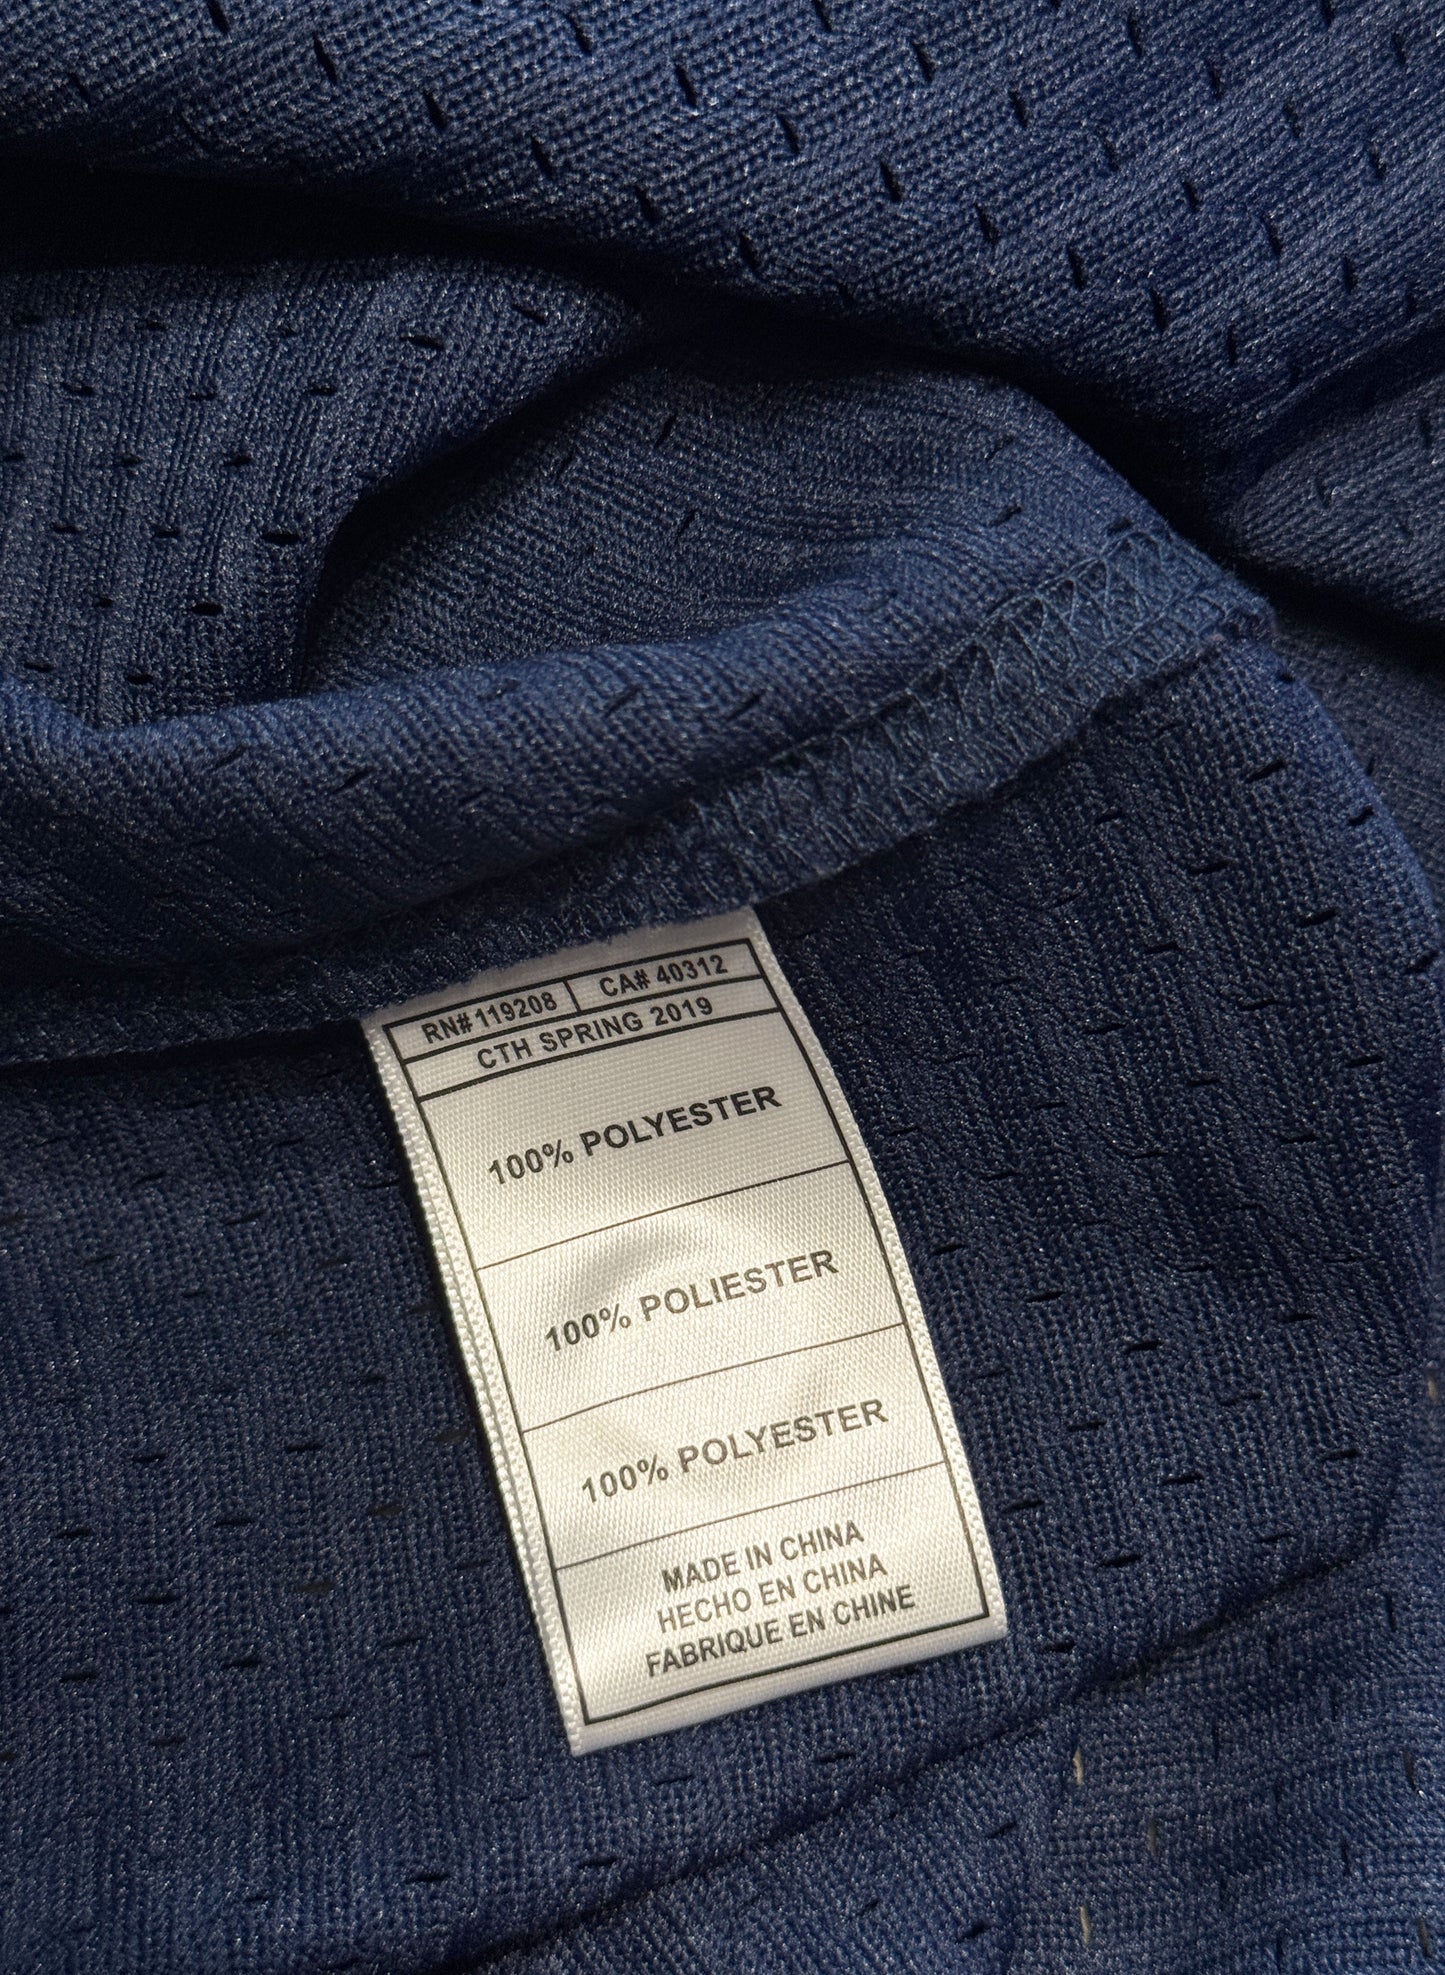 RN# 119208 CA# 40312
CTH SPRING 2019
100% POLYESTER
100% POLIESTER
100% POLYESTER
MADE IN CHINA
HECHO EN CHINA
FABRIQUE EN CHINE